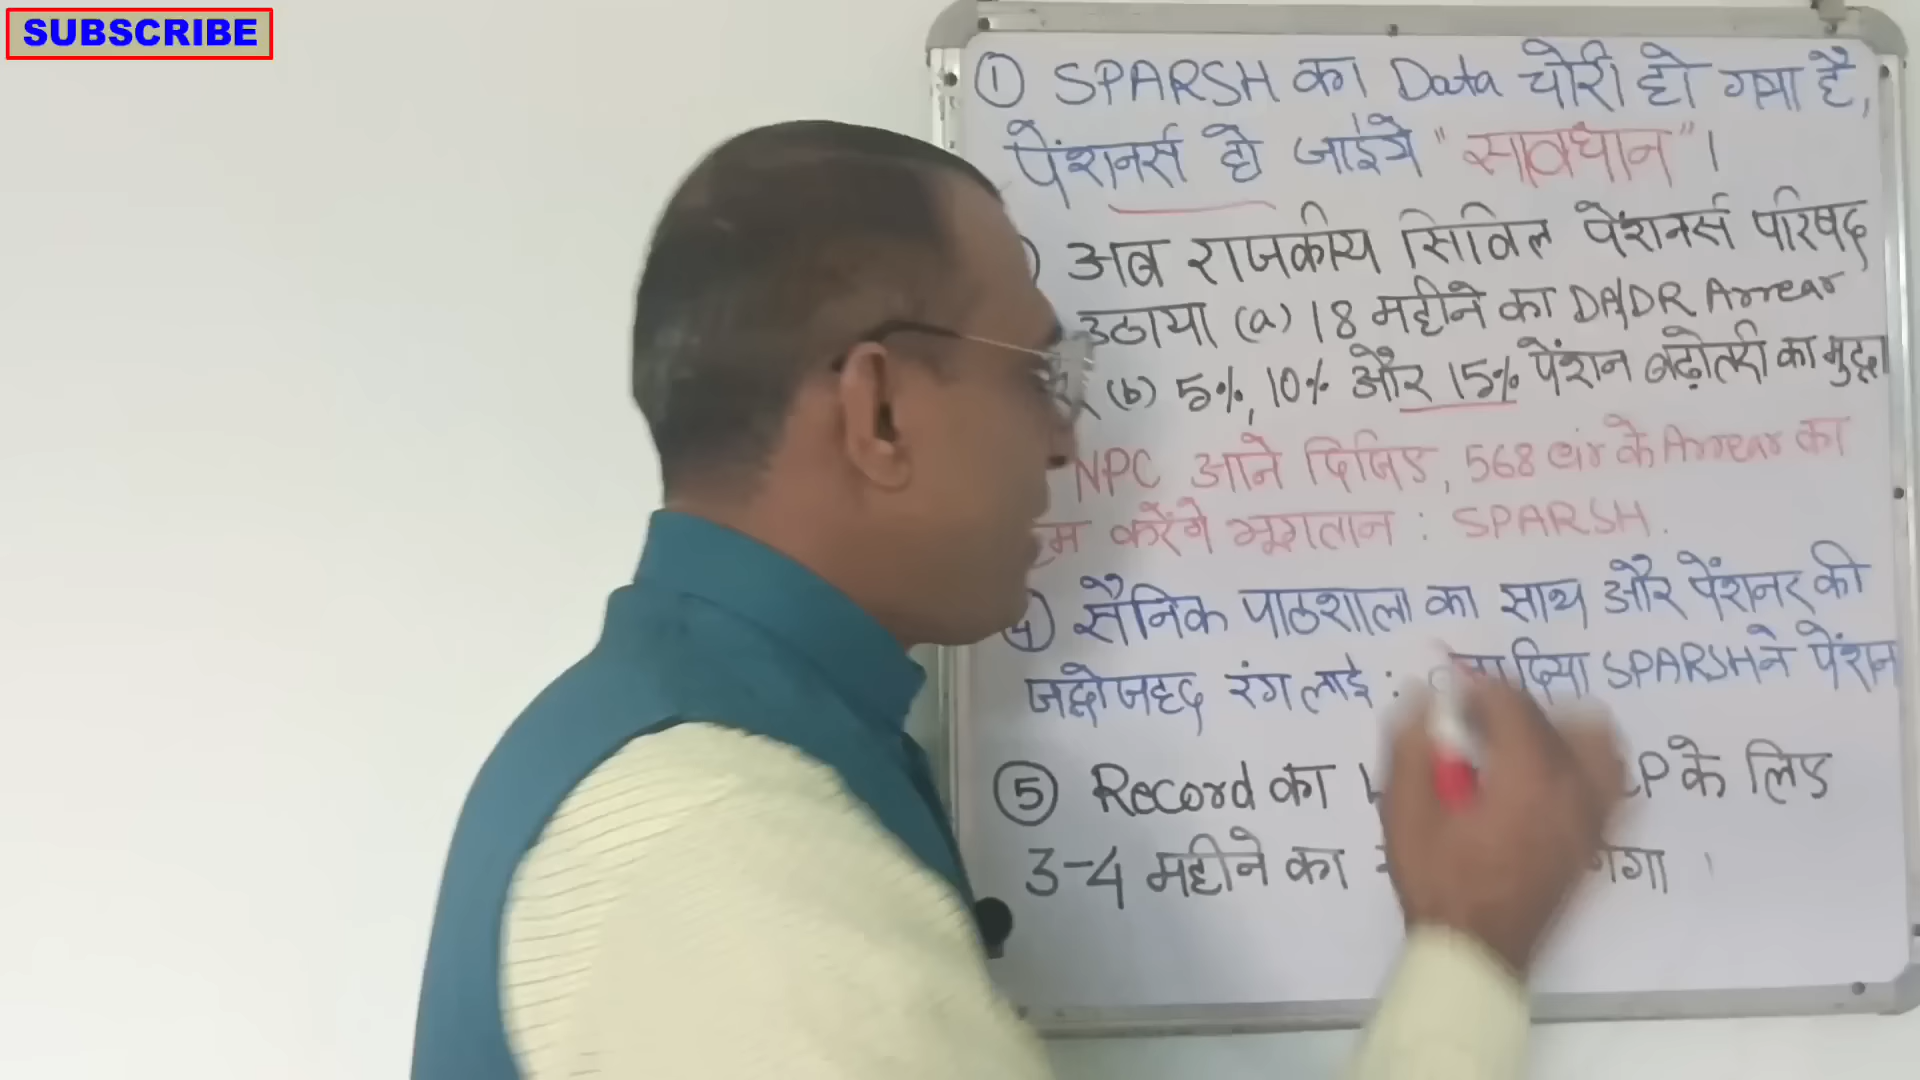 SUBSCRIBE
① SPARSH का Data चोरी हो गया है,
पेंशनर्स हो जाइये "सावधान"।
अब राजकीय सिविल पेंशनर्स परिषद
उठाया (a) 18 महीने का DA/DR Arrear
(b) 5%, 10% और 15% पेंशन बढ़ोतरी का मुद्दा
NPC आने दिजिए, 568 cir के Arrear का
हम करेंगे भूगतान : SPARSH.
④ सैनिक पाठशाला का साथ और पेंशनर की
जद्दोजहद रंग लाई : दिया SPARSH ने पेंशन
⑤ Record का के लिए
3-4 महीने का